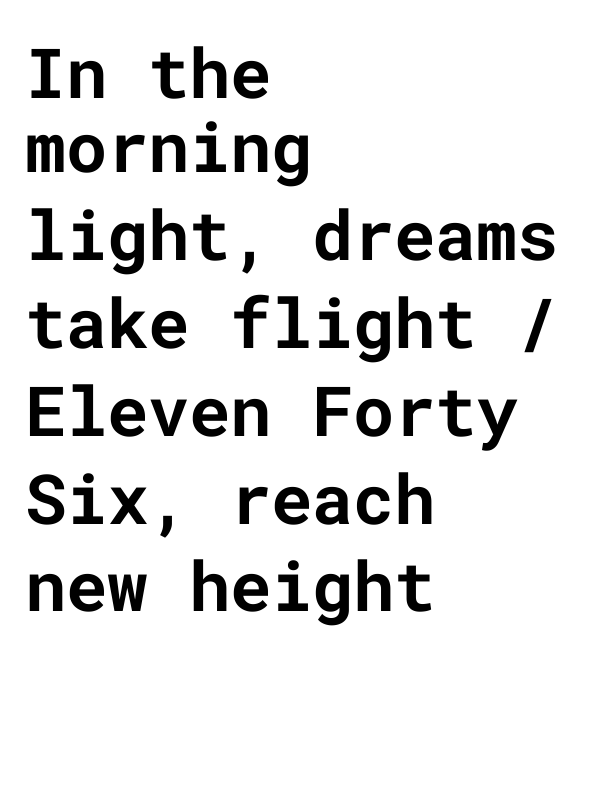 In the
morning
light, dreams
take flight /
Eleven Forty
Six, reach
new height